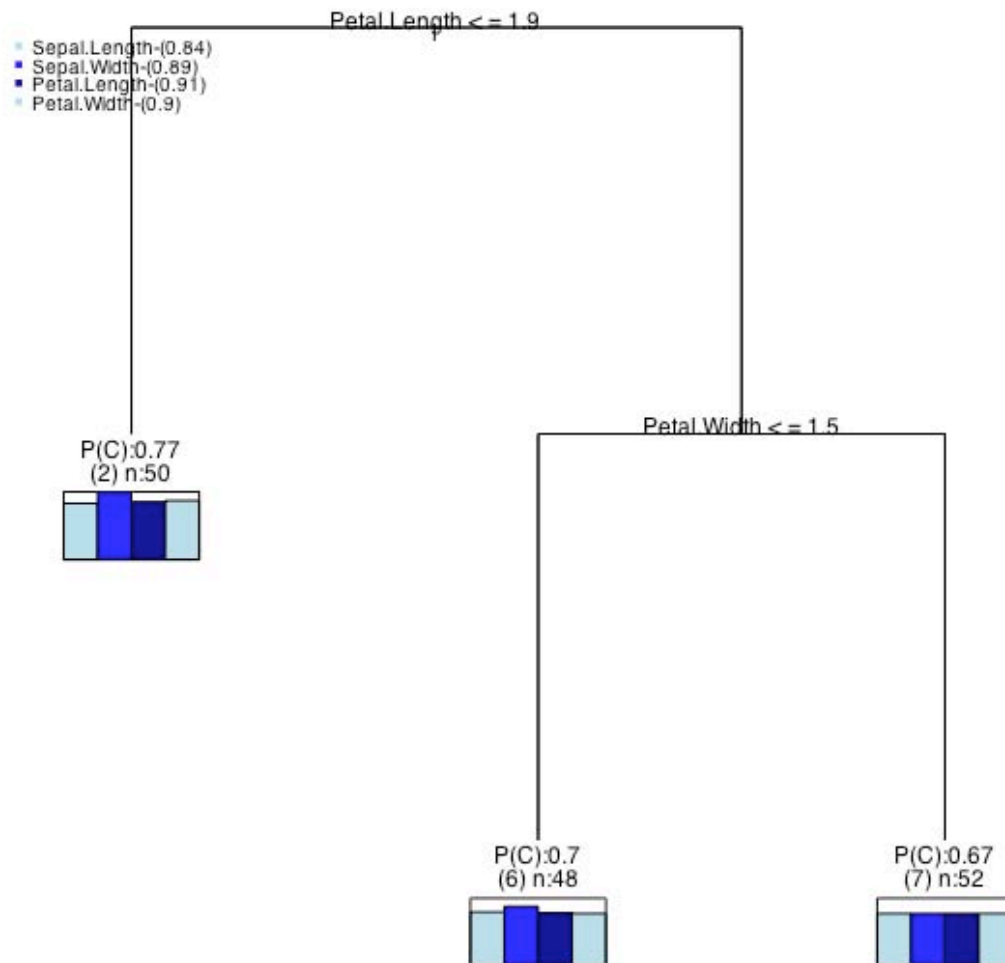 Petal.Length < = 1.9
Sepal.Length-(0.84)
Sepal.Width-(0.89)
Petal.Length-(0.91)
Petal.Width-(0.9)
Petal.Width < = 1.5
P(C):0.77
(2) n:50
P(C):0.7
(6) n:48
P(C):0.67
(7) n:52